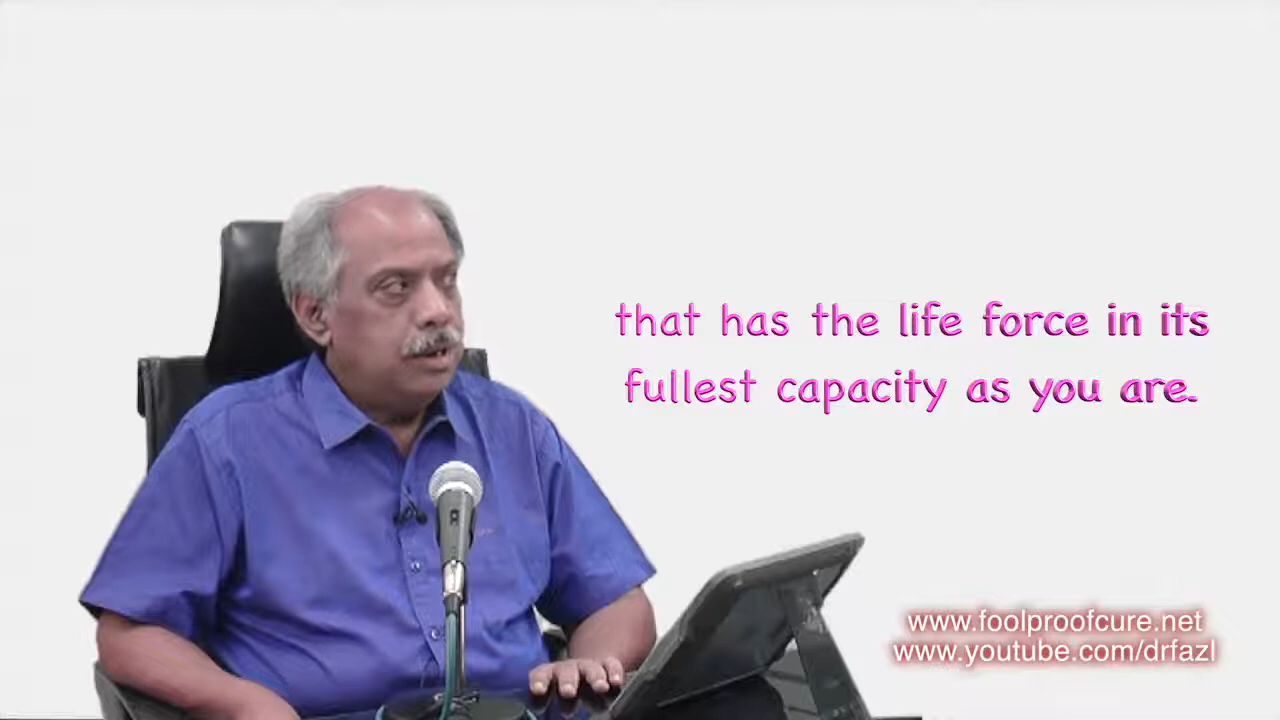 that has the life force in its
fullest capacity as you are.
www.foolproofcure.net
www.youtube.com/drfazl